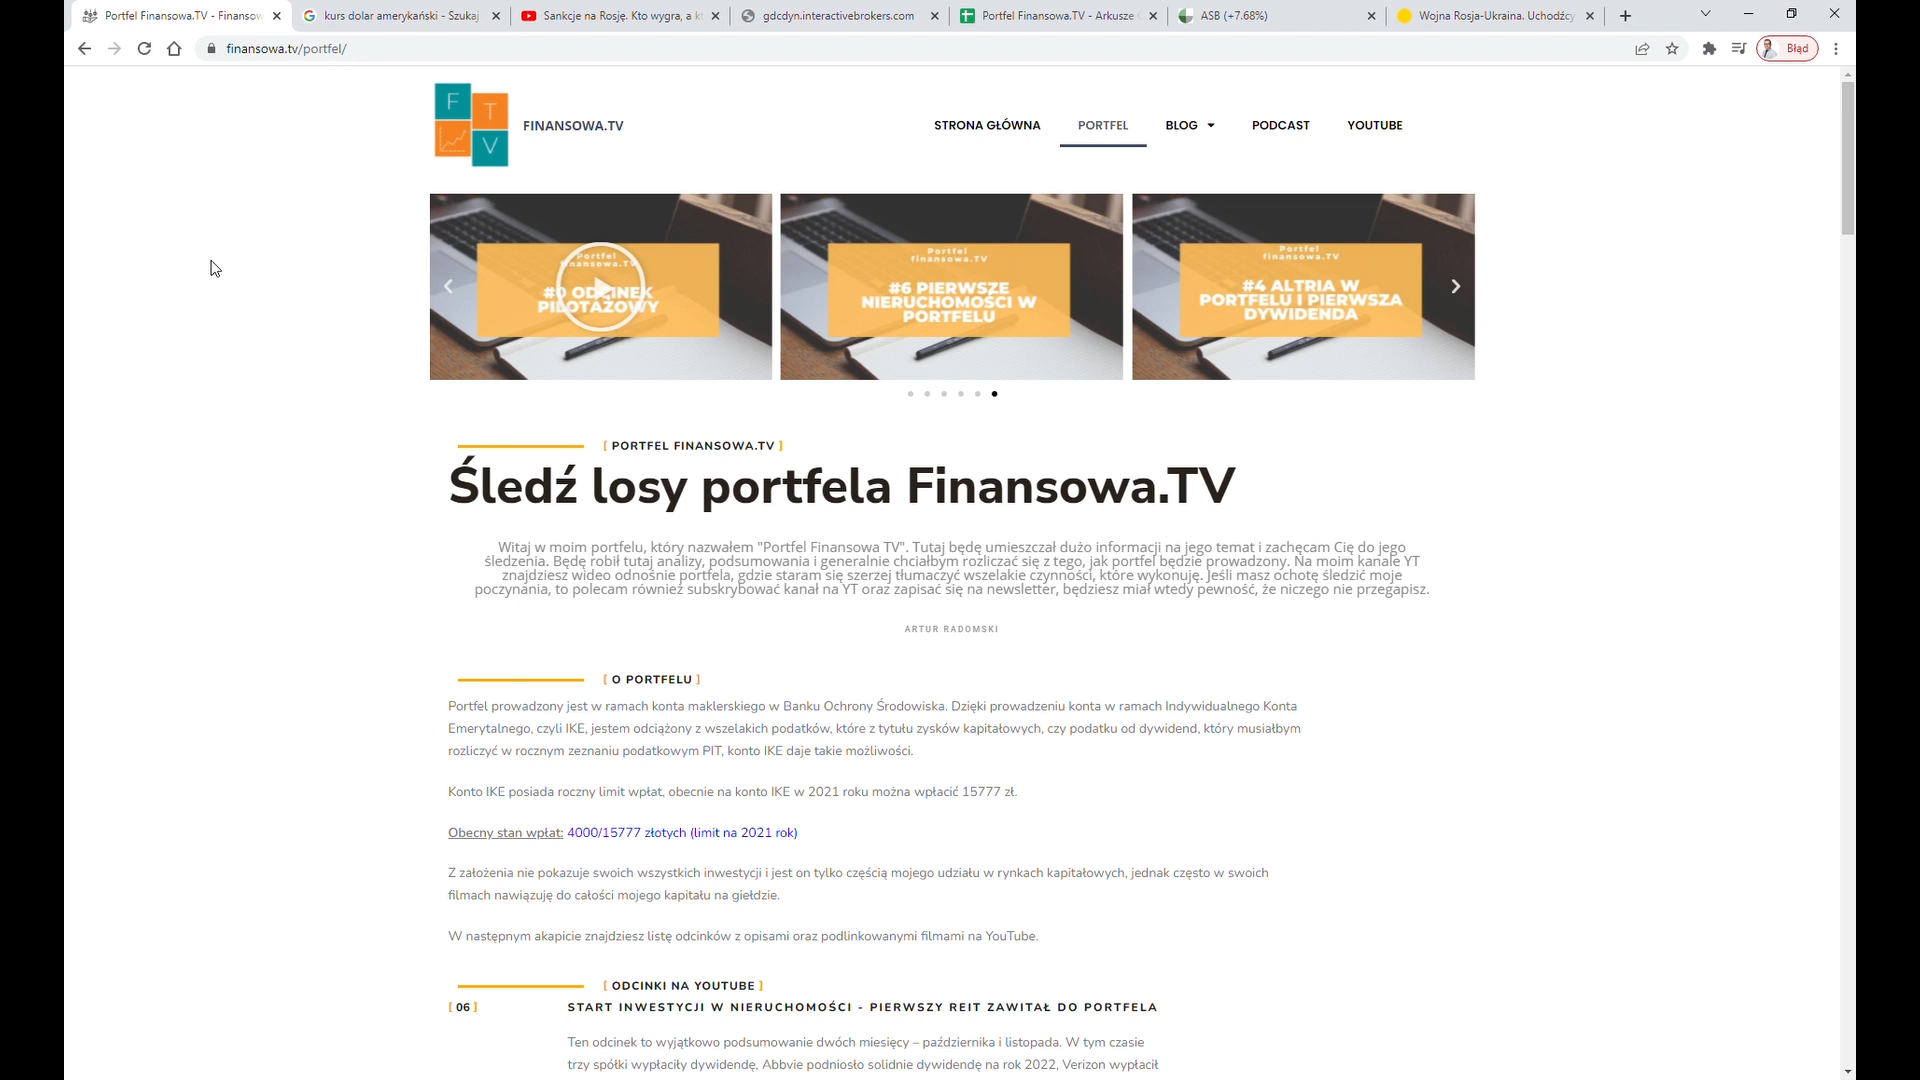 Portfel Finansowa.TV - Finansow
kurs dolar amerykański - Szukaj
Sankcje na Rosję. Kto wygra, a kt
gdcdyn.interactivebrokers.com
Portfel Finansowa.TV - Arkusze
ASB (+7.68%)
Wojna Rosja-Ukraina. Uchodźcy
finansowa.tv/portfel/
Błąd
F
T
V
FINANSOWA.TV
STRONA GŁÓWNA
PORTFEL
BLOG
PODCAST
YOUTUBE
Portfel
finansowa.TV
#0 ODCINEK
PILOTAŻOWY
Portfel
finansowa.TV
#6 PIERWSZE
NIERUCHOMOŚCI W
PORTFELU
Portfel
finansowa.TV
#4 ALTRIA W
PORTFELU I PIERWSZA
DYWIDENDA
[ PORTFEL FINANSOWA.TV ]
Śledź losy portfela Finansowa.TV
Witaj w moim portfelu, który nazwałem "Portfel Finansowa TV". Tutaj będę umieszczał dużo informacji na jego temat i zachęcam Cię do jego
śledzenia. Będę robił tutaj analizy, podsumowania i generalnie chciałbym rozliczać się z tego, jak portfel będzie prowadzony. Na moim kanale YT
znajdziesz wideo odnośnie portfela, gdzie staram się szerzej tłumaczyć wszelakie czynności, które wykonuję. Jeśli masz ochotę śledzić moje
poczynania, to polecam również subskrybować kanał na YT oraz zapisać się na newsletter, będziesz miał wtedy pewność, że niczego nie przegapisz.
ARTUR RADOMSKI
[ O PORTFELU ]
Portfel prowadzony jest w ramach konta maklerskiego w Banku Ochrony Środowiska. Dzięki prowadzeniu konta w ramach Indywidualnego Konta
Emerytalnego, czyli IKE, jestem odciążony z wszelakich podatków, które z tytułu zysków kapitałowych, czy podatku od dywidend, który musiałbym
rozliczyć w rocznym zeznaniu podatkowym PIT, konto IKE daje takie możliwości.
Konto IKE posiada roczny limit wpłat, obecnie na konto IKE w 2021 roku można wpłacić 15777 zł.
Obecny stan wpłat: 4000/15777 złotych (limit na 2021 rok)
Z założenia nie pokazuje swoich wszystkich inwestycji i jest on tylko częścią mojego udziału w rynkach kapitałowych, jednak często w swoich
filmach nawiązuję do całości mojego kapitału na giełdzie.
W następnym akapicie znajdziesz listę odcinków z opisami oraz podlinkowanymi filmami na YouTube.
[ ODCINKI NA YOUTUBE ]
[ 06 ]
START INWESTYCJI W NIERUCHOMOŚCI - PIERWSZY REIT ZAWITAŁ DO PORTFELA
Ten odcinek to wyjątkowo podsumowanie dwóch miesięcy – października i listopada. W tym czasie
trzy spółki wypłaciły dywidendę, Abbvie podniosło solidnie dywidendę na rok 2022, Verizon wypłacił